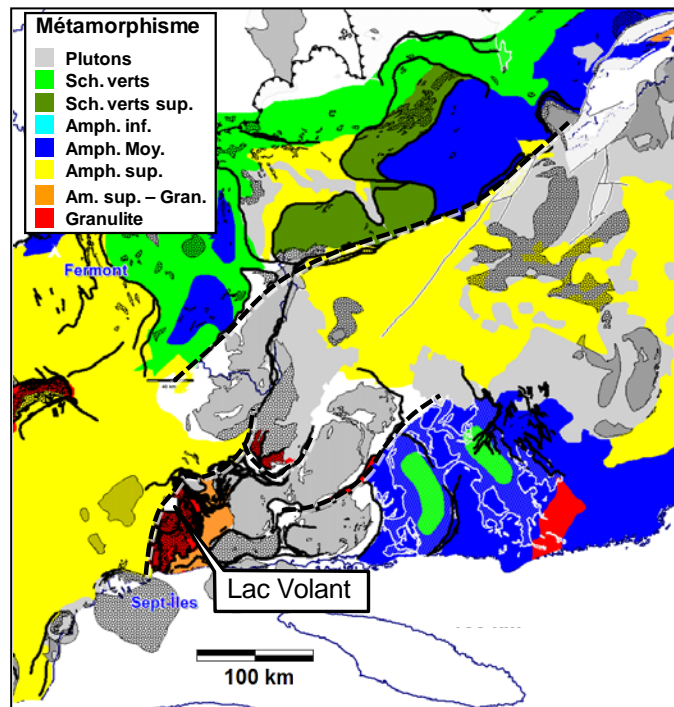 Métamorphisme
Plutons
Sch. verts
Sch. verts sup.
Amph. inf.
Amph. Moy.
Amph. sup.
Am. sup. – Gran.
Granulite
Fermont
Lac Volant
Sept-Îles
100 km